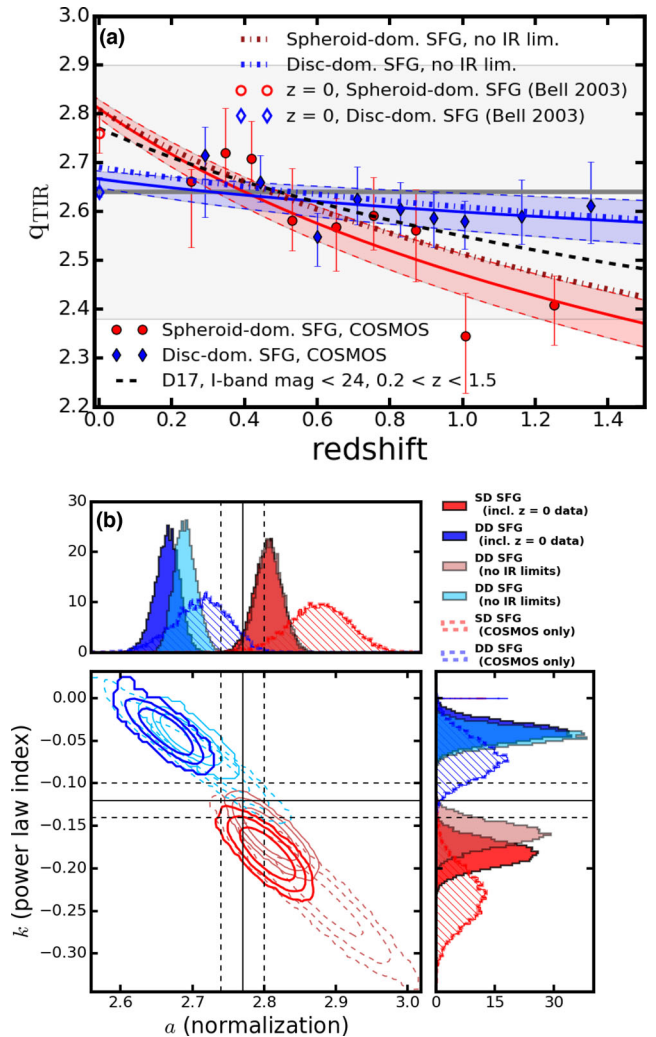 (a)
Spheroid-dom. SFG, no IR lim.
Disc-dom. SFG, no IR lim.
z = 0, Spheroid-dom. SFG (Bell 2003)
z = 0, Disc-dom. SFG (Bell 2003)
3.0
2.9
2.8
2.7
2.6
2.5
2.4
2.3
2.2
qTIR
Spheroid-dom. SFG, COSMOS
Disc-dom. SFG, COSMOS
D17, I-band mag < 24, 0.2 < z < 1.5
0.0 0.2 0.4 0.6 0.8 1.0 1.2 1.4
redshift
(b)
30
20
10
0
SD SFG
(incl. z = 0 data)
DD SFG
(incl. z = 0 data)
DD SFG
(no IR limits)
DD SFG
(no IR limits)
SD SFG
(COSMOS only)
DD SFG
(COSMOS only)
0.00
−0.05
−0.10
−0.15
−0.20
−0.25
−0.30
k (power law index)
2.6 2.7 2.8 2.9 3.0
a (normalization)
0 15 30